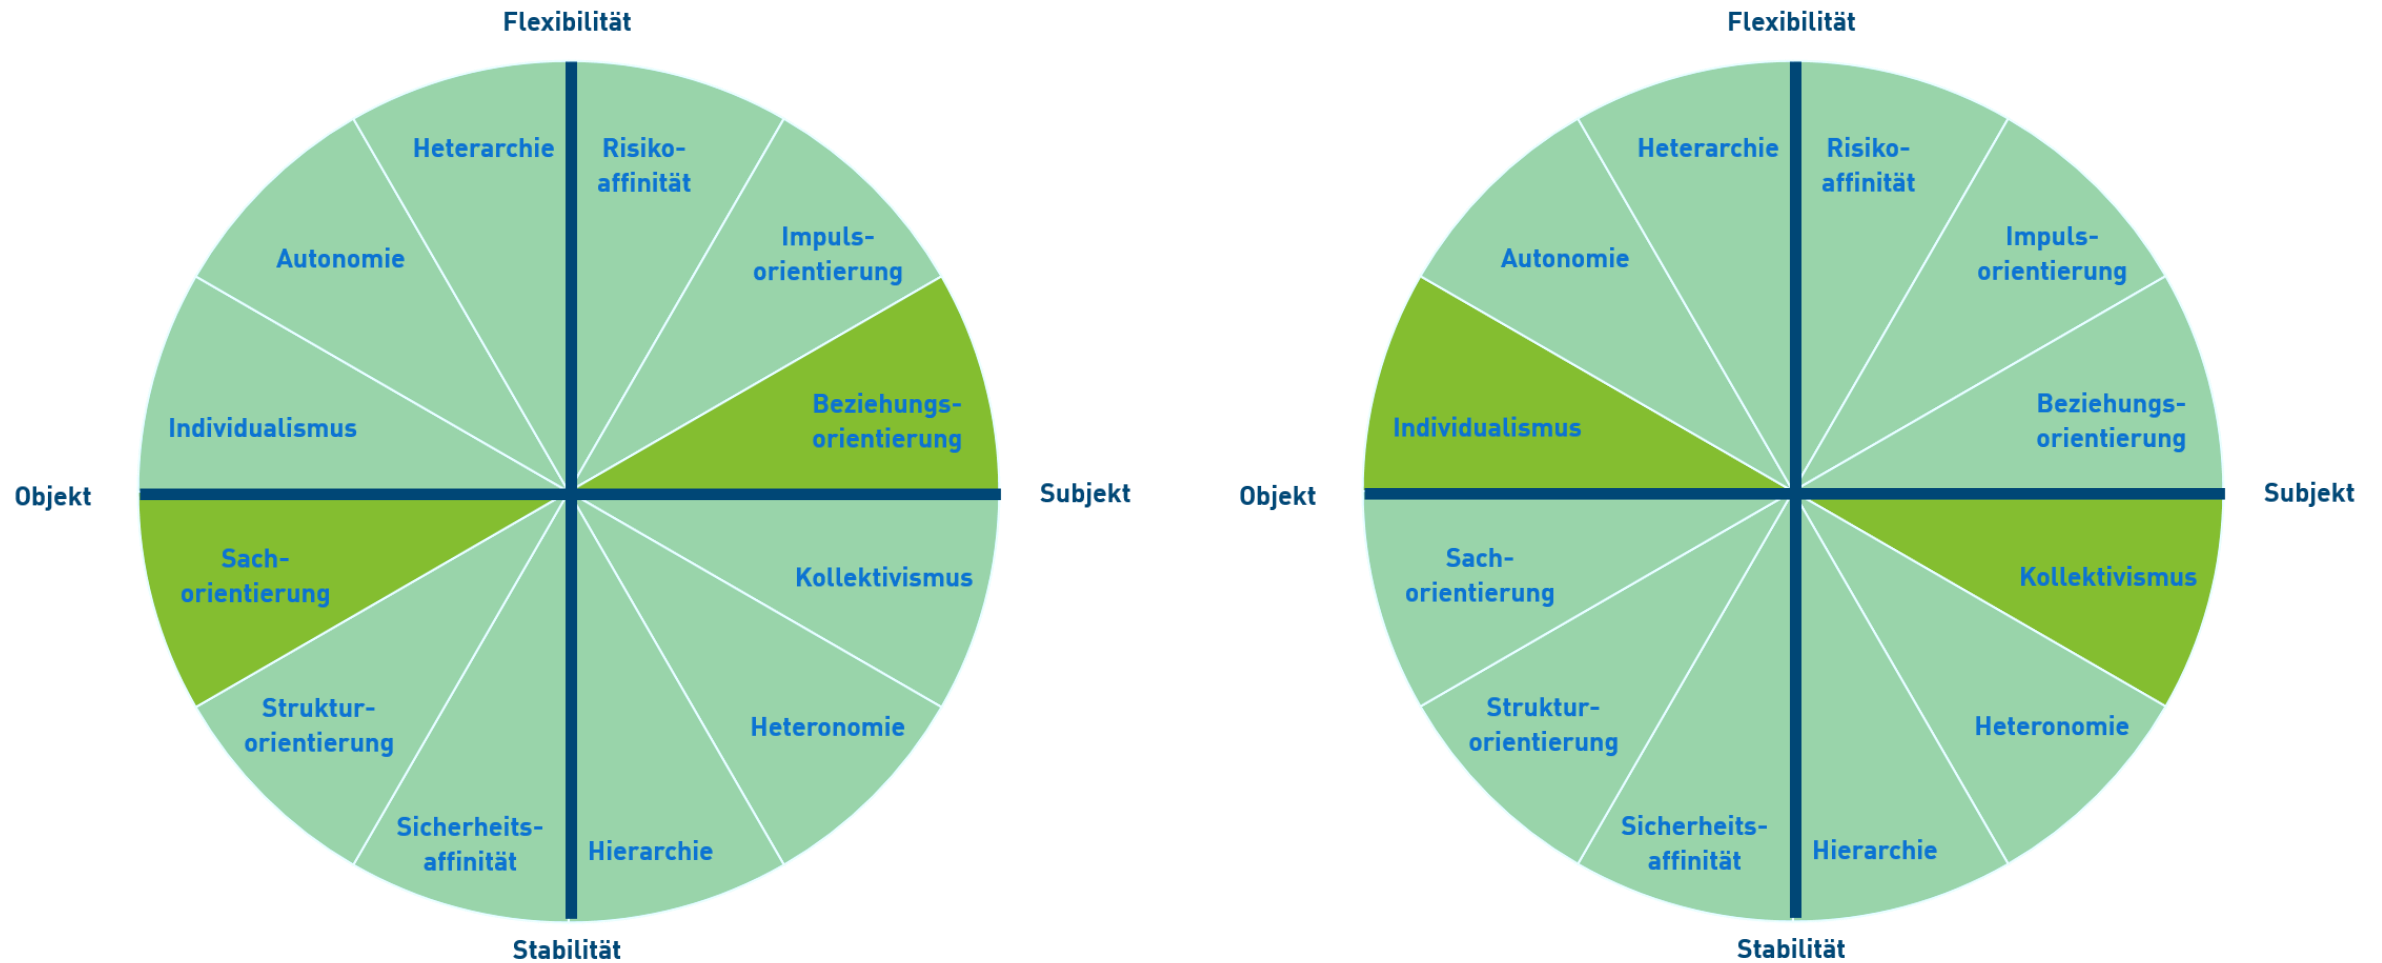 Flexibilität
Heterarchie
Risiko-
affinität
Impuls-
orientierung
Autonomie
Beziehungs-
orientierung
Individualismus
Objekt
Subjekt
Sach-
orientierung
Kollektivismus
Struktur-
orientierung
Heteronomie
Sicherheits-
affinität
Hierarchie
Stabilität
Flexibilität
Heterarchie
Risiko-
affinität
Impuls-
orientierung
Autonomie
Beziehungs-
orientierung
Individualismus
Objekt
Subjekt
Sach-
orientierung
Kollektivismus
Struktur-
orientierung
Heteronomie
Sicherheits-
affinität
Hierarchie
Stabilität